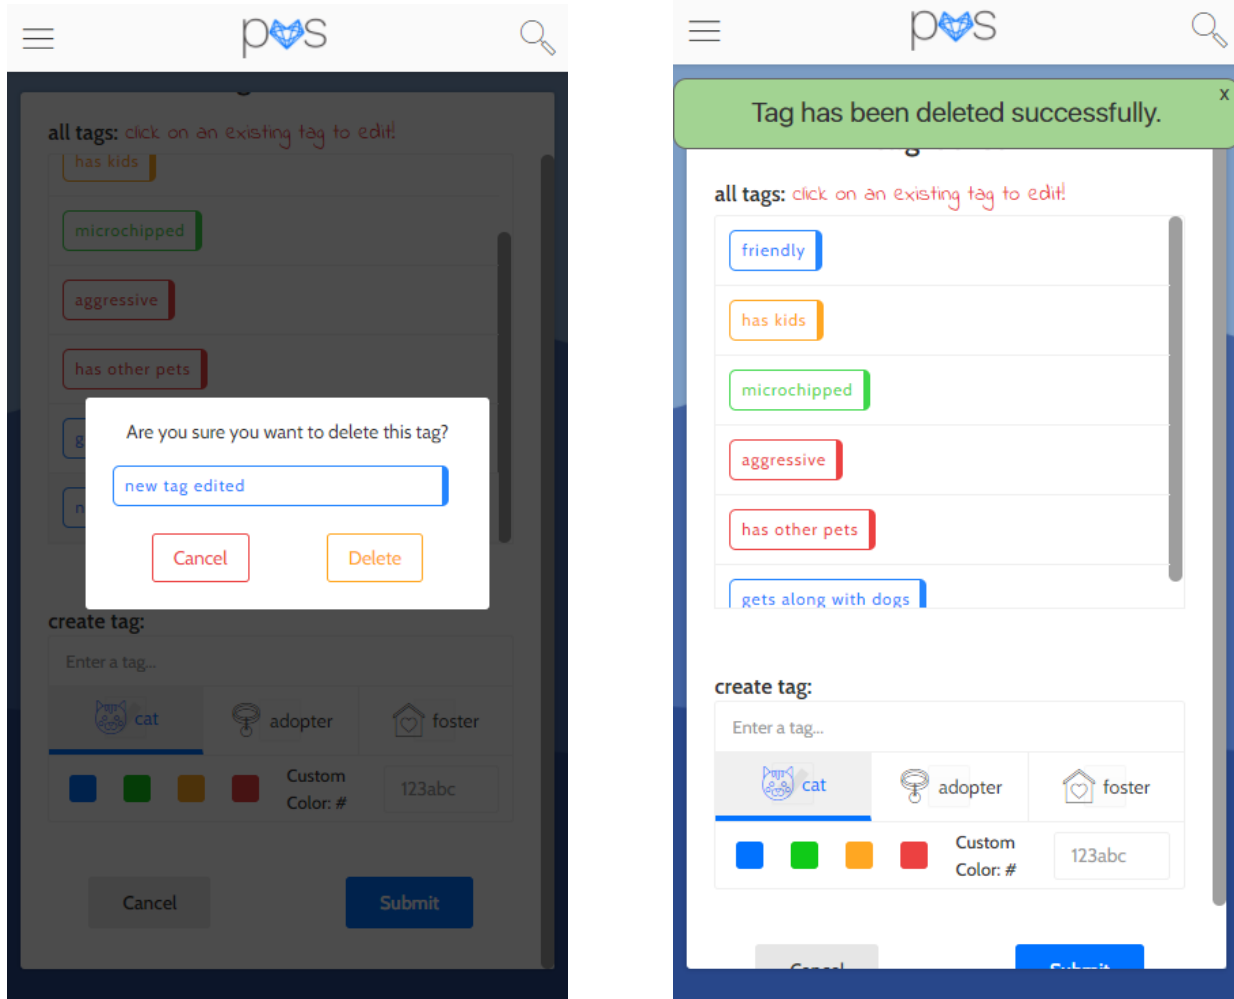 p s
all tags: click on an existing tag to edit!
has kids
microchipped
aggressive
has other pets
g
n
Are you sure you want to delete this tag?
new tag edited
Cancel
Delete
create tag:
Enter a tag...
cat
adopter
foster
Custom
Color: #
123abc
Cancel
Submit
p s
Tag has been deleted successfully.
x
all tags: click on an existing tag to edit!
friendly
has kids
microchipped
aggressive
has other pets
gets along with dogs
create tag:
Enter a tag...
cat
adopter
foster
Custom
Color: #
123abc
Cancel
Submit